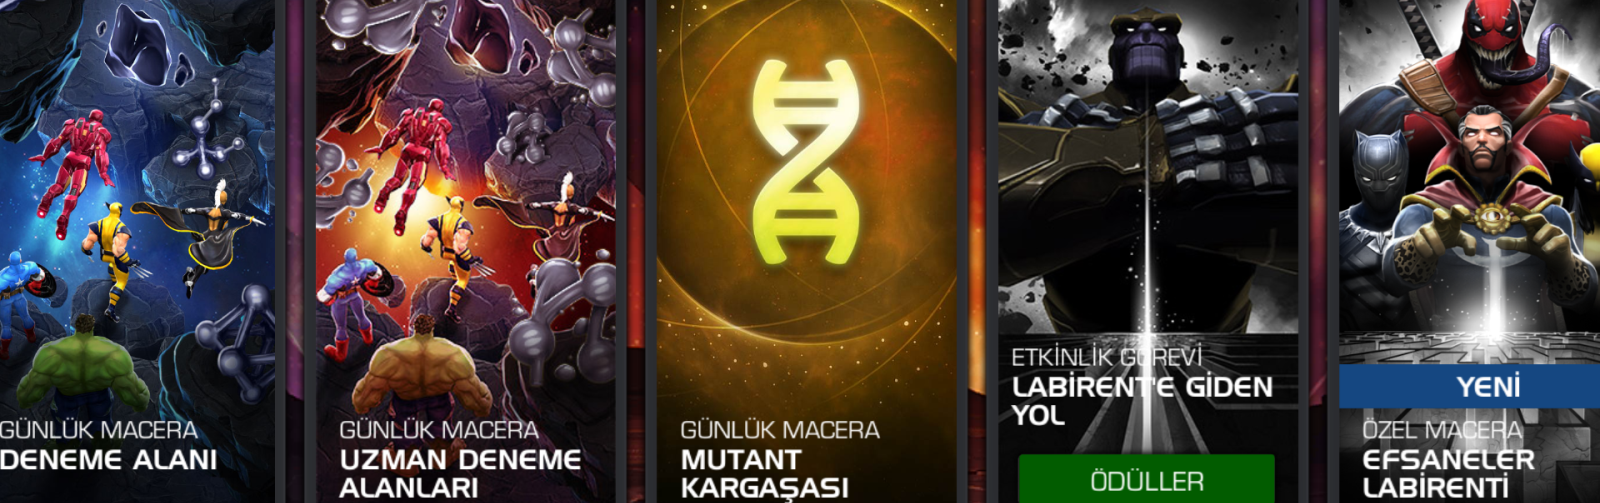 GÜNLÜK MACERA
DENEME ALANI
GÜNLÜK MACERA
UZMAN DENEME
ALANLARI
GÜNLÜK MACERA
MUTANT
KARGAŞASI
ETKİNLİK GÖREVİ
LABİRENT'E GİDEN
YOL
ÖDÜLLER
YENİ
ÖZEL MACERA
EFSANELER
LABİRENTİ